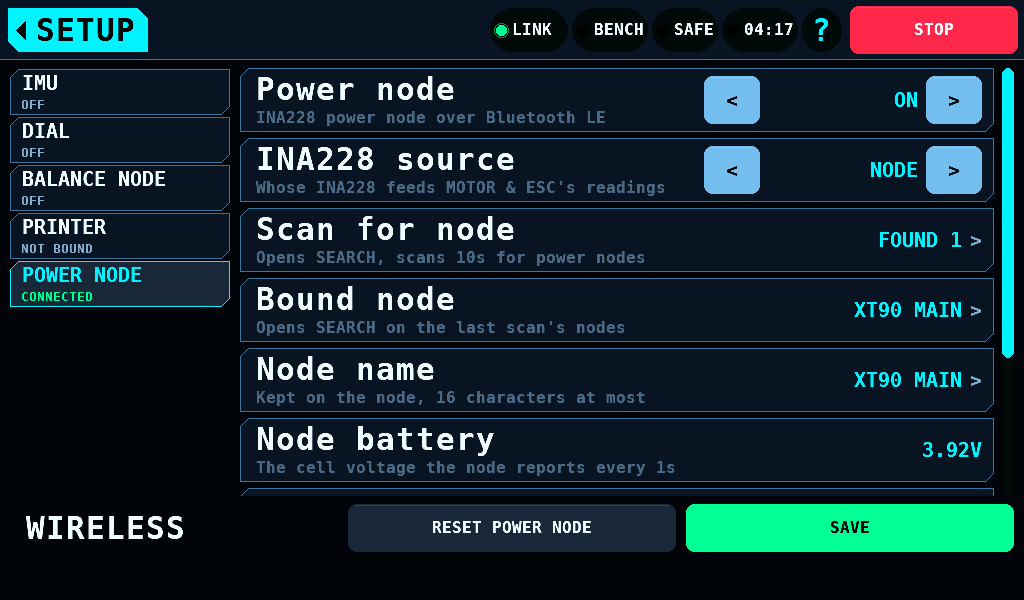 SETUP
LINK
BENCH
SAFE
04:17
?
STOP
IMU
OFF
DIAL
OFF
BALANCE NODE
OFF
PRINTER
NOT BOUND
POWER NODE
CONNECTED
Power node
INA228 power node over Bluetooth LE
<
ON
>
INA228 source
Whose INA228 feeds MOTOR & ESC's readings
<
NODE
>
Scan for node
Opens SEARCH, scans 10s for power nodes
FOUND 1 >
Bound node
Opens SEARCH on the last scan's nodes
XT90 MAIN >
Node name
Kept on the node, 16 characters at most
XT90 MAIN >
Node battery
The cell voltage the node reports every 1s
3.92V
WIRELESS
RESET POWER NODE
SAVE